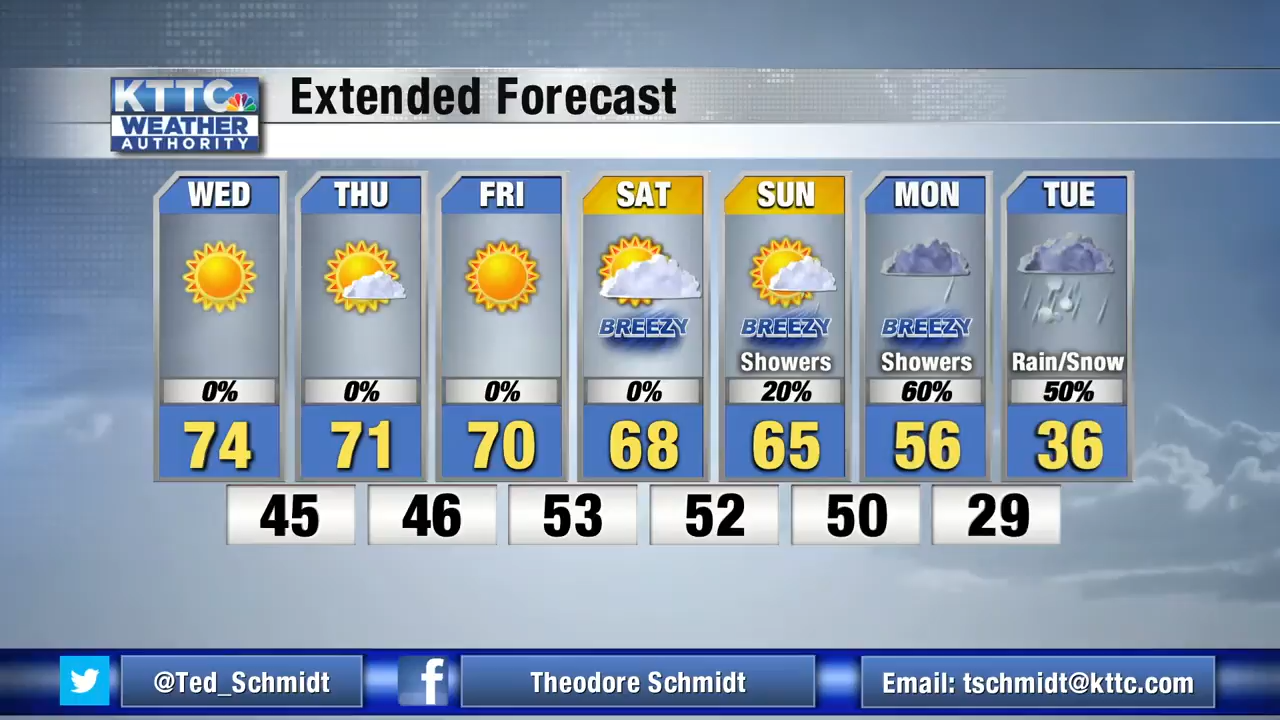 KTTC
WEATHER
AUTHORITY
Extended Forecast
WED THU FRI SAT SUN MON TUE
BREEZY BREEZY BREEZY
Showers Showers Rain/Snow
0% 0% 0% 0% 20% 60% 50%
74 71 70 68 65 56 36
45 46 53 52 50 29
@Ted_Schmidt Theodore Schmidt Email: tschmidt@kttc.com